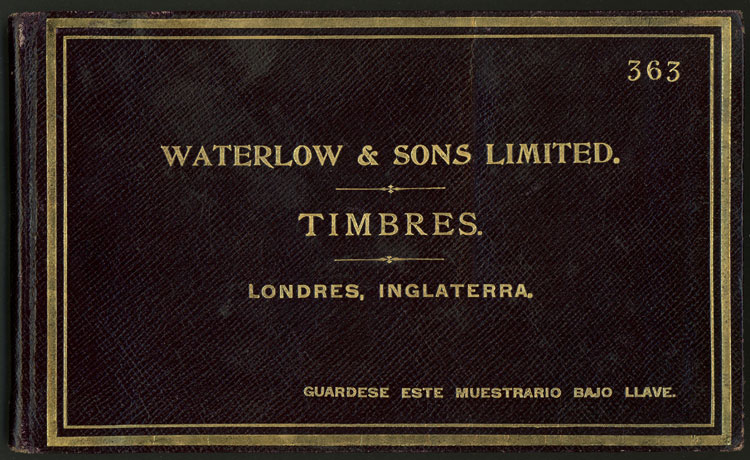 363
WATERLOW & SONS LIMITED.
TIMBRES.
LONDRES, INGLATERRA.
GUARDESE ESTE MUESTRARIO BAJO LLAVE.